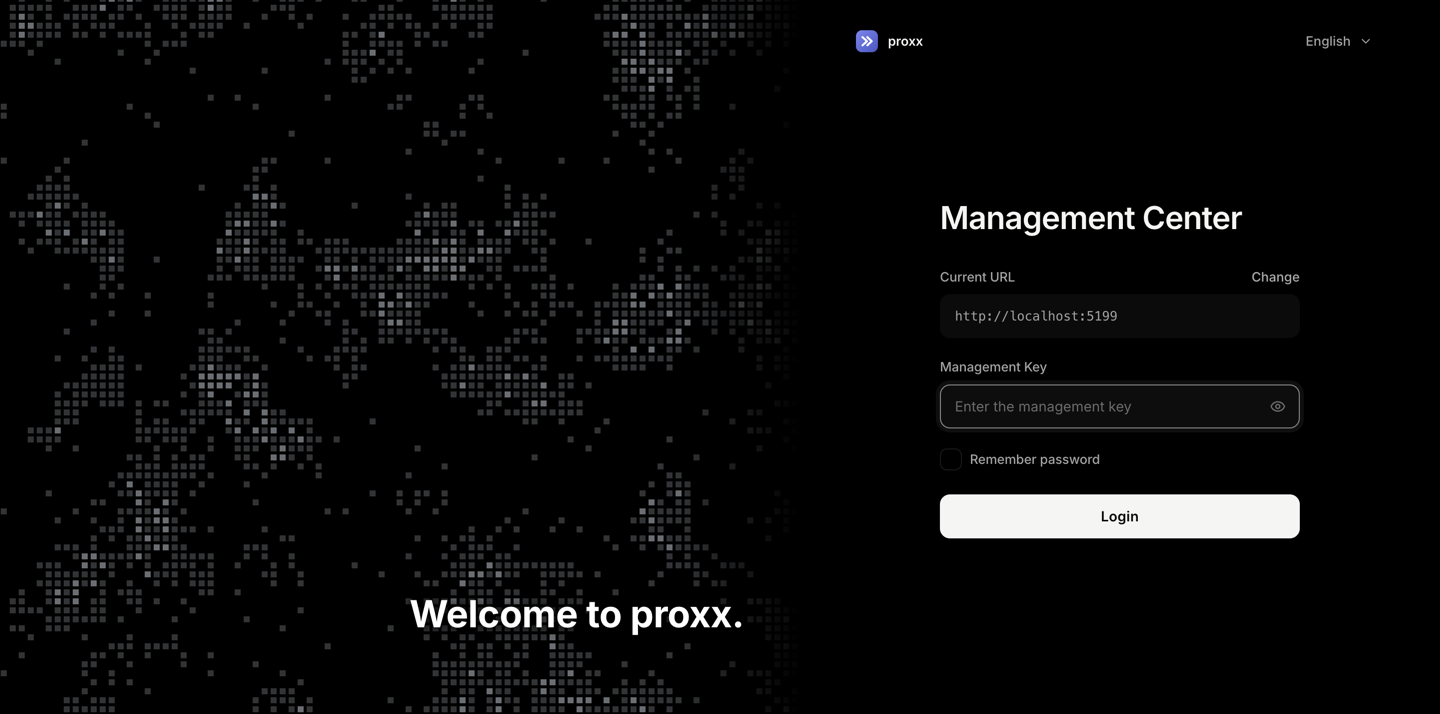 proxx
English
Management Center
Current URL
Change
http://localhost:5199
Management Key
Enter the management key
Remember password
Login
Welcome to proxx.